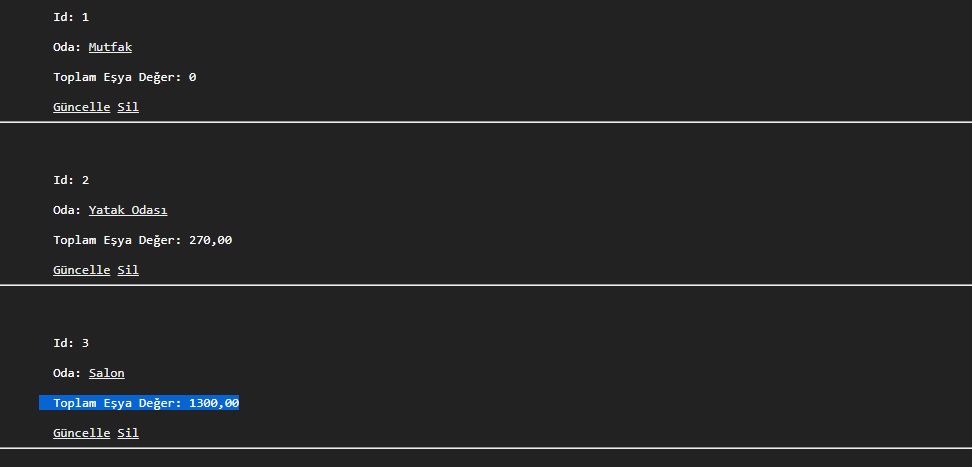 Id: 1
Oda: Mutfak
Toplam Eşya Değer: 0
Güncelle Sil
Id: 2
Oda: Yatak Odası
Toplam Eşya Değer: 270,00
Güncelle Sil
Id: 3
Oda: Salon
Toplam Eşya Değer: 1300,00
Güncelle Sil